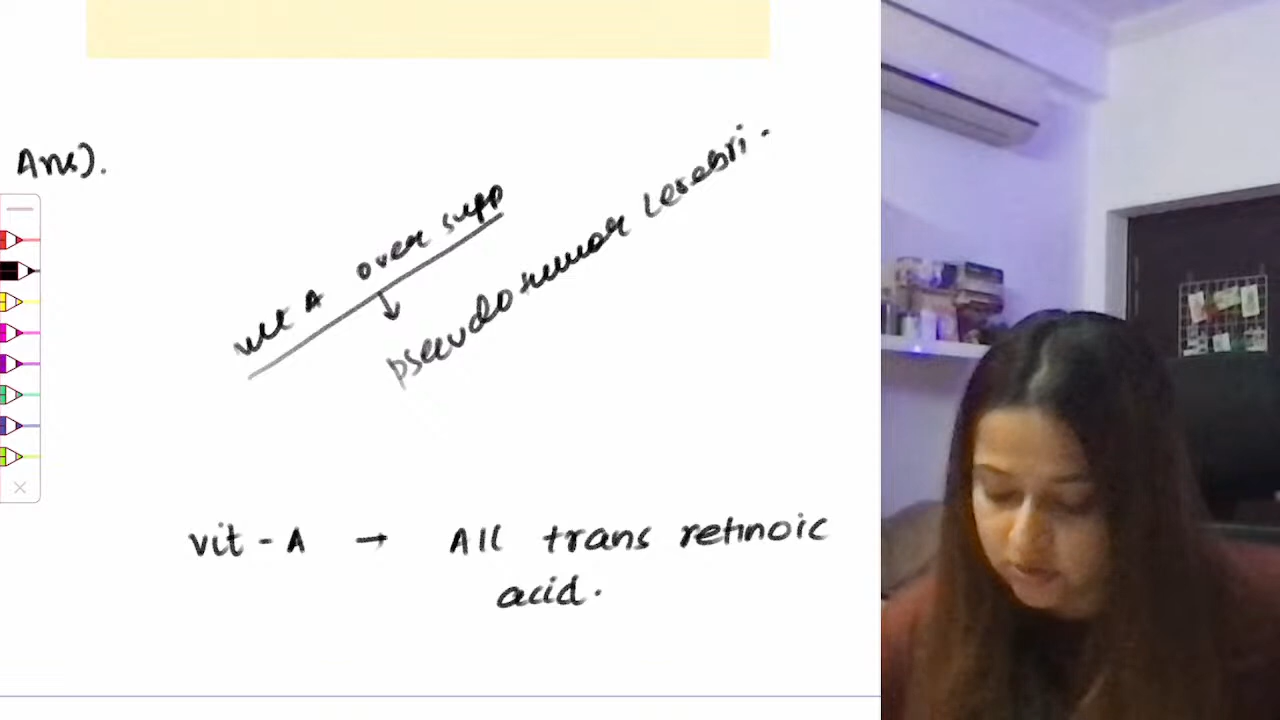 Ans).
vit A over supp
pseudotumor cerebri.
vit - A → All trans retinoic
acid.